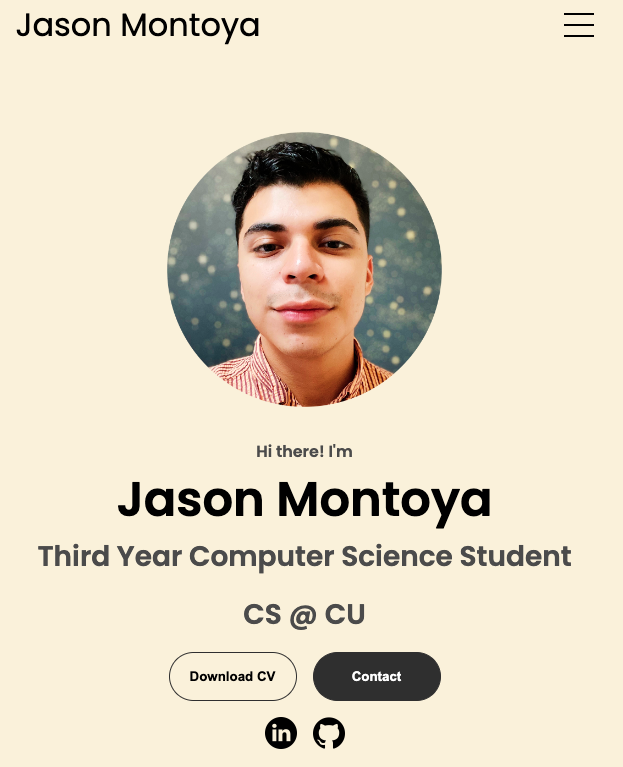 Jason Montoya
Hi there! I'm
Jason Montoya
Third Year Computer Science Student
CS @ CU
Download CV Contact
in